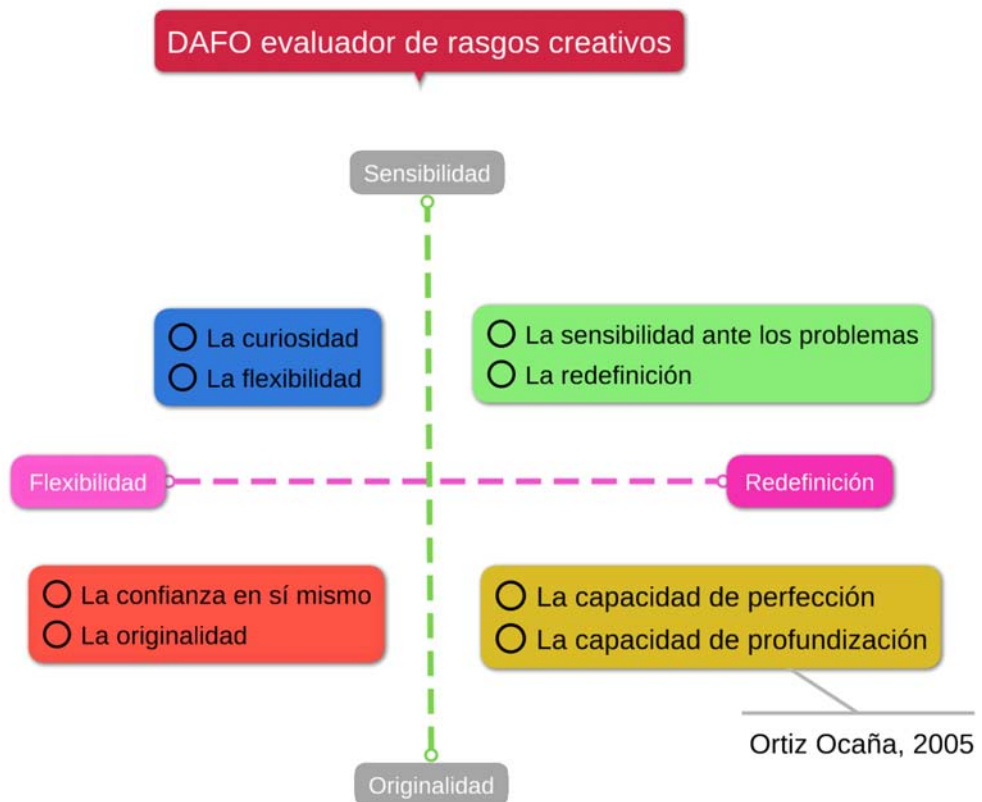 DAFO evaluador de rasgos creativos
Sensibilidad
La curiosidad
La flexibilidad
La sensibilidad ante los problemas
La redefinición
Flexibilidad
Redefinición
La confianza en sí mismo
La originalidad
La capacidad de perfección
La capacidad de profundización
Ortiz Ocaña, 2005
Originalidad